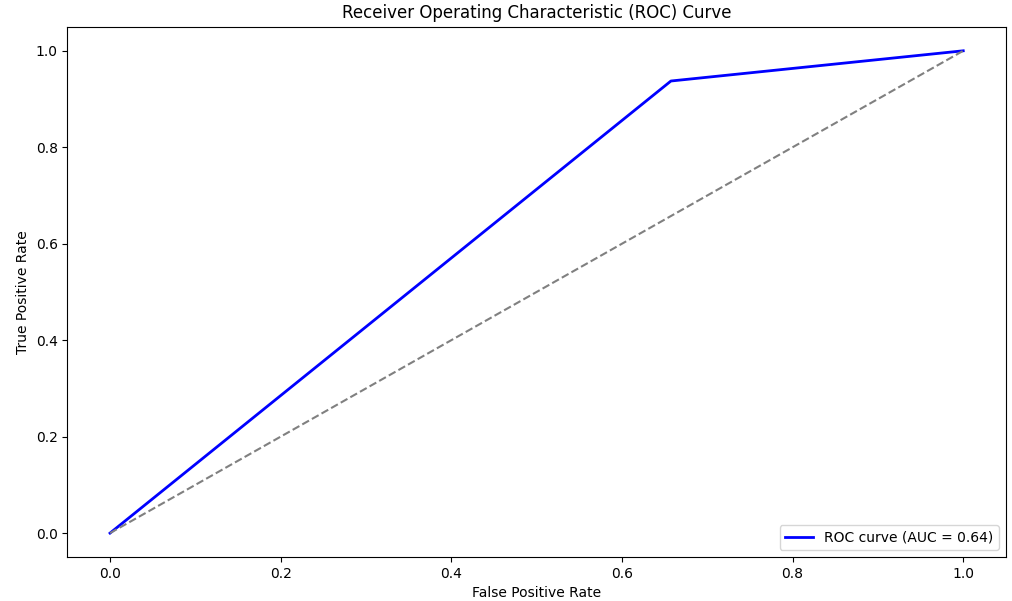 Receiver Operating Characteristic (ROC) Curve
1.0
0.8
0.6
0.4
0.2
0.0
True Positive Rate
ROC curve (AUC = 0.64)
0.0 0.2 0.4 0.6 0.8 1.0
False Positive Rate